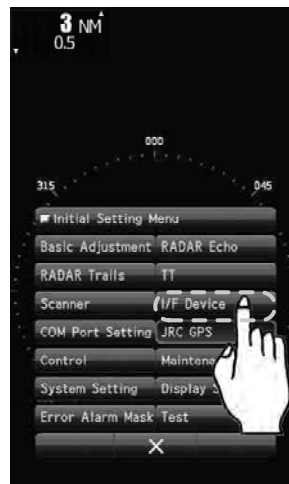 3 NM
0.5
000
315 045
Initial Setting Menu
Basic Adjustment RADAR Echo
RADAR Trails TT
Scanner I/F Device
COM Port Setting JRC GPS
Control
System Setting Display
Error Alarm Mask Test
X